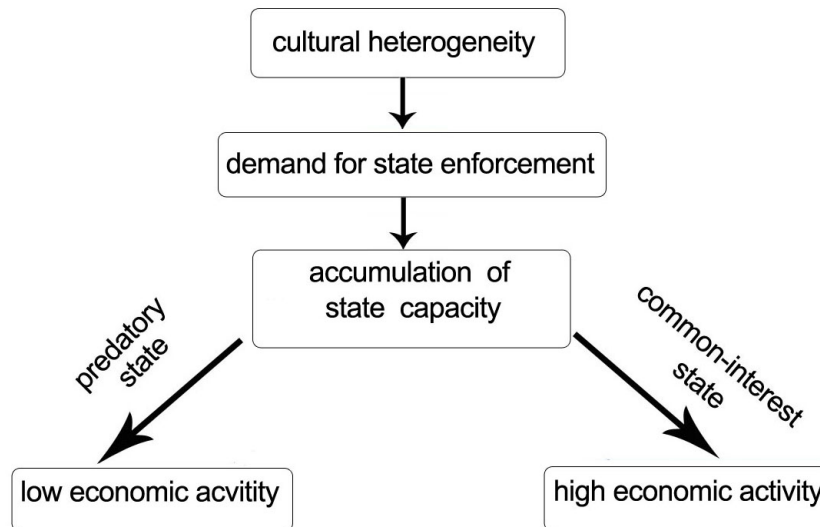 cultural heterogeneity
demand for state enforcement
accumulation of
state capacity
predatory
state
common-interest
state
low economic acvitity
high economic activity